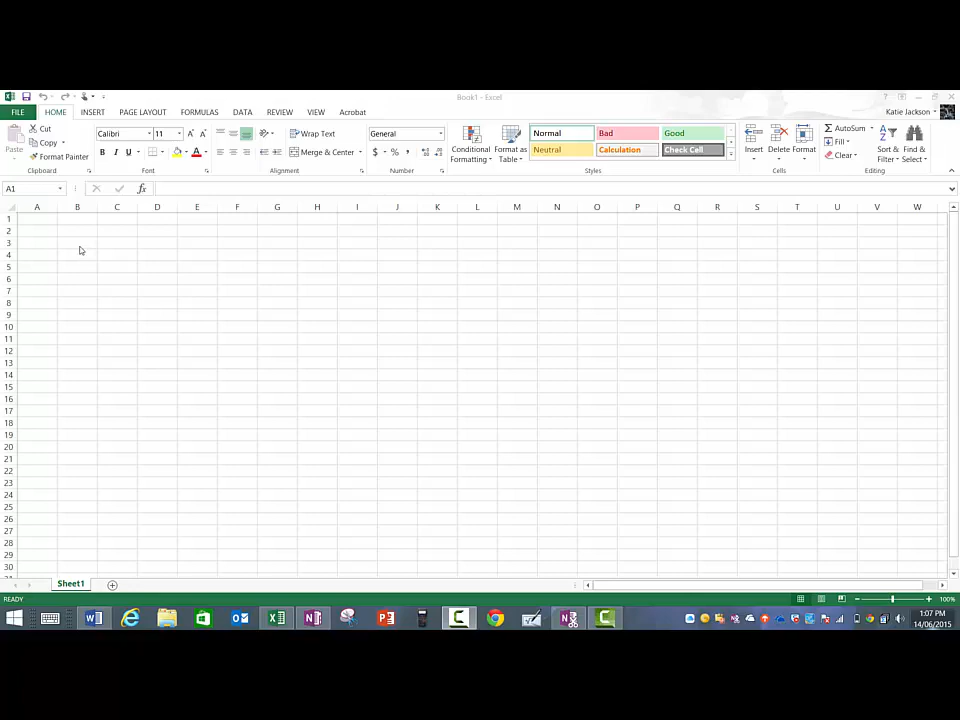 Book1 - Excel
FILE HOME INSERT PAGE LAYOUT FORMULAS DATA REVIEW VIEW Acrobat Katie Jackson
Paste Cut Copy Format Painter Clipboard
Calibri 11 B I U A Font
Wrap Text Merge & Center Alignment
General $ % , Number
Conditional Formatting Format as Table
Normal Bad Good
Neutral Calculation Check Cell
Styles
Insert Delete Format Cells
AutoSum Fill Clear Sort & Filter Find & Select Editing
A1 fx
A B C D E F G H I J K L M N O P Q R S T U V W
1
2
3
4
5
6
7
8
9
10
11
12
13
14
15
16
17
18
19
20
21
22
23
24
25
26
27
28
29
30
Sheet1
READY 100%
1:07 PM
14/06/2015